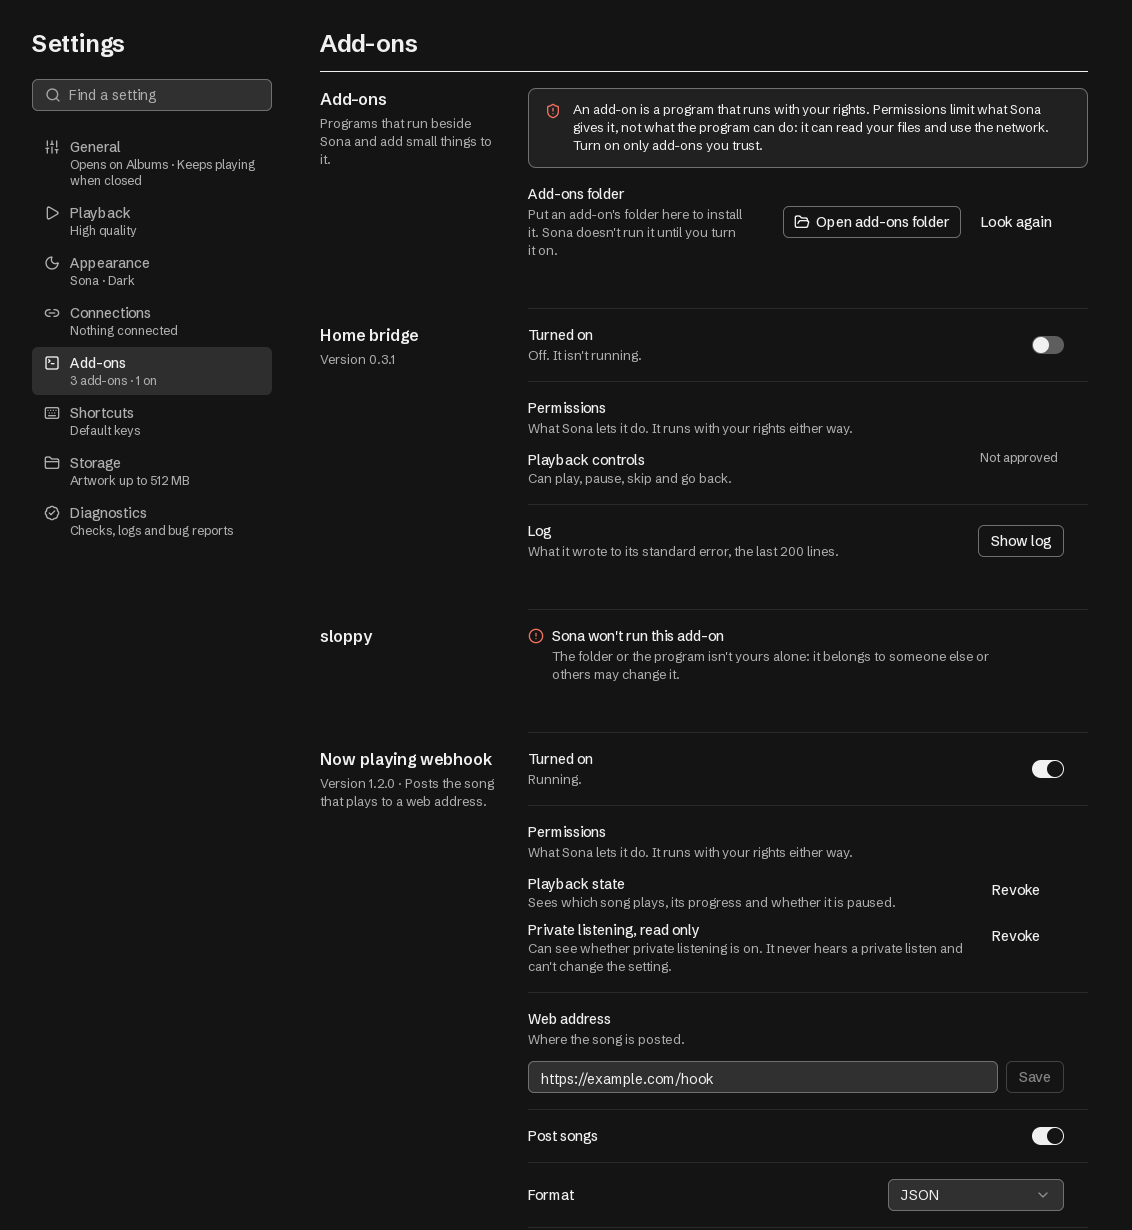 Settings
Find a setting
General
Opens on Albums · Keeps playing
when closed
Playback
High quality
Appearance
Sona · Dark
Connections
Nothing connected
Add-ons
3 add-ons · 1 on
Shortcuts
Default keys
Storage
Artwork up to 512 MB
Diagnostics
Checks, logs and bug reports
Add-ons
Add-ons
Programs that run beside
Sona and add small things to
it.
An add-on is a program that runs with your rights. Permissions limit what Sona
gives it, not what the program can do: it can read your files and use the network.
Turn on only add-ons you trust.
Add-ons folder
Put an add-on's folder here to install
it. Sona doesn't run it until you turn
it on.
Open add-ons folder
Look again
Home bridge
Version 0.3.1
Turned on
Off. It isn't running.
Permissions
What Sona lets it do. It runs with your rights either way.
Playback controls
Can play, pause, skip and go back.
Not approved
Log
What it wrote to its standard error, the last 200 lines.
Show log
sloppy
Sona won't run this add-on
The folder or the program isn't yours alone: it belongs to someone else or
others may change it.
Now playing webhook
Version 1.2.0 · Posts the song
that plays to a web address.
Turned on
Running.
Permissions
What Sona lets it do. It runs with your rights either way.
Playback state
Sees which song plays, its progress and whether it is paused.
Revoke
Private listening, read only
Can see whether private listening is on. It never hears a private listen and
can't change the setting.
Revoke
Web address
Where the song is posted.
https://example.com/hook
Save
Post songs
Format
JSON